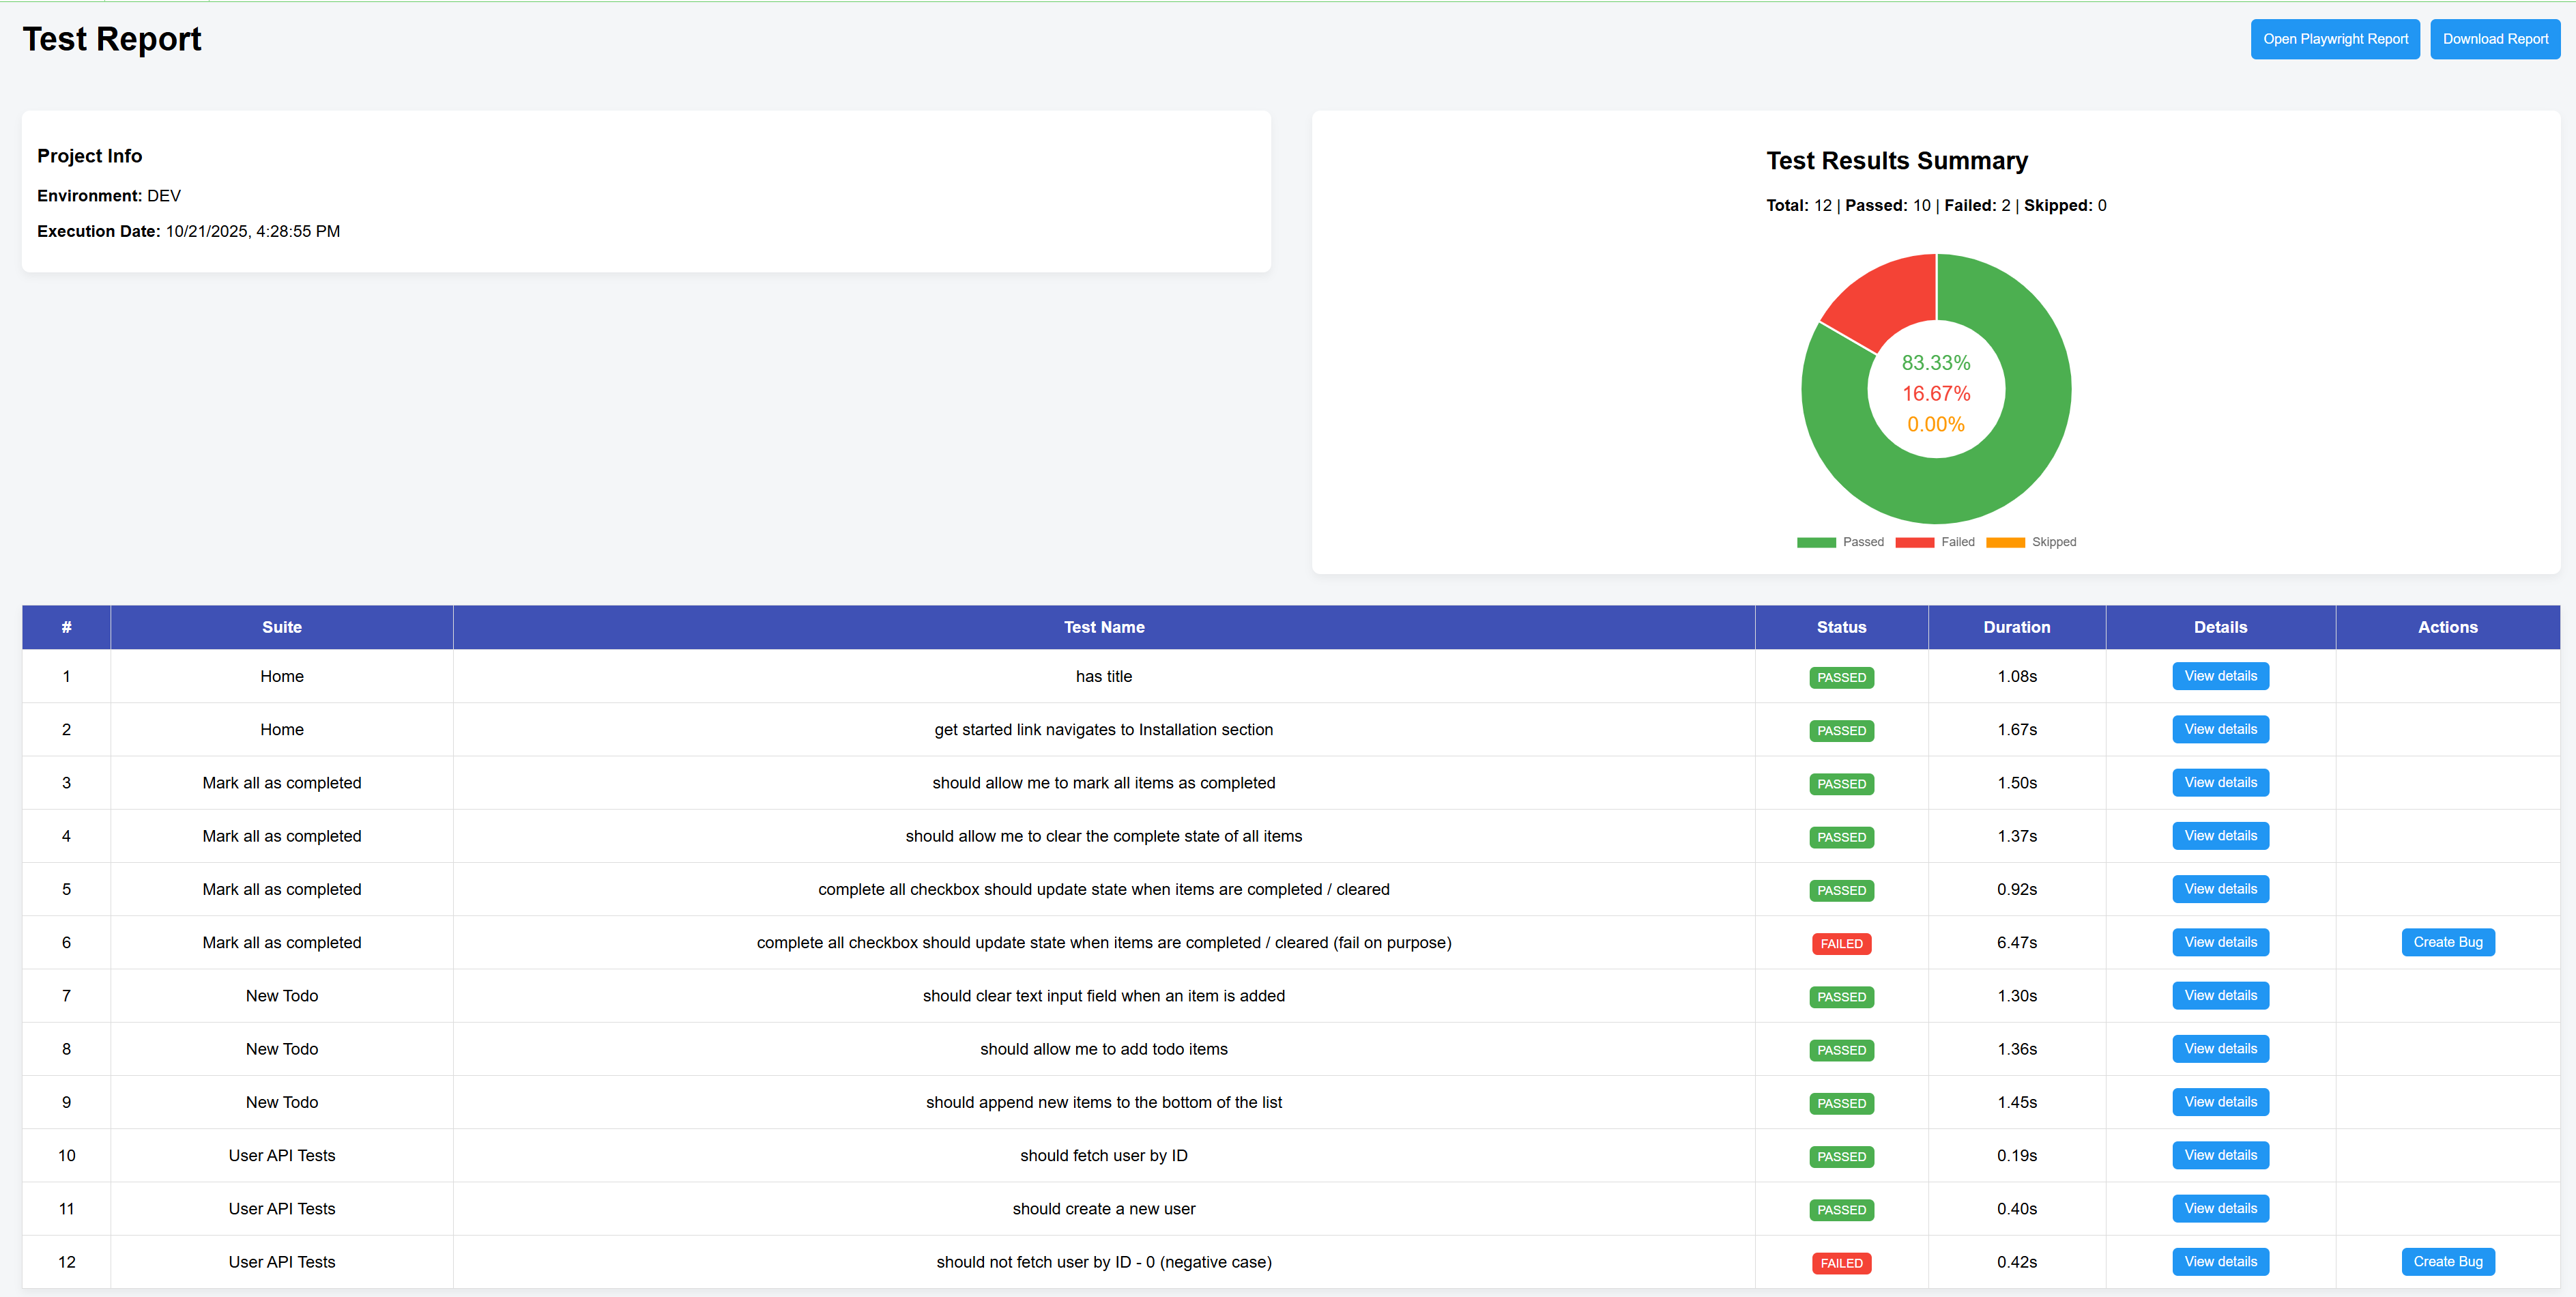 Test Report
Open Playwright Report
Download Report
Project Info
Environment: DEV
Execution Date: 10/21/2025, 4:28:55 PM
Test Results Summary
Total: 12 | Passed: 10 | Failed: 2 | Skipped: 0
83.33%
16.67%
0.00%
Passed Failed Skipped
# Suite Test Name Status Duration Details Actions
1 Home has title PASSED 1.08s View details
2 Home get started link navigates to Installation section PASSED 1.67s View details
3 Mark all as completed should allow me to mark all items as completed PASSED 1.50s View details
4 Mark all as completed should allow me to clear the complete state of all items PASSED 1.37s View details
5 Mark all as completed complete all checkbox should update state when items are completed / cleared PASSED 0.92s View details
6 Mark all as completed complete all checkbox should update state when items are completed / cleared (fail on purpose) FAILED 6.47s View details Create Bug
7 New Todo should clear text input field when an item is added PASSED 1.30s View details
8 New Todo should allow me to add todo items PASSED 1.36s View details
9 New Todo should append new items to the bottom of the list PASSED 1.45s View details
10 User API Tests should fetch user by ID PASSED 0.19s View details
11 User API Tests should create a new user PASSED 0.40s View details
12 User API Tests should not fetch user by ID - 0 (negative case) FAILED 0.42s View details Create Bug